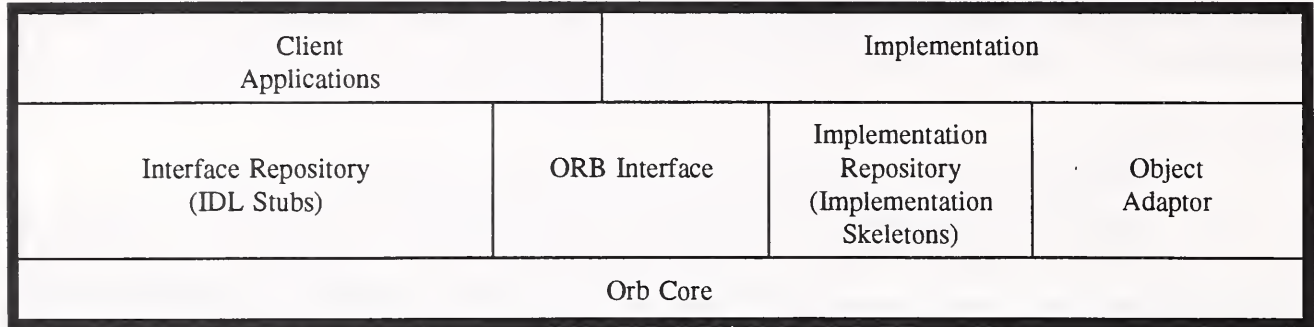 Client
Applications
Implementation
Interface Repository
(IDL Stubs)
ORB Interface
Implementation
Repository
(Implementation
Skeletons)
Object
Adaptor
Orb Core